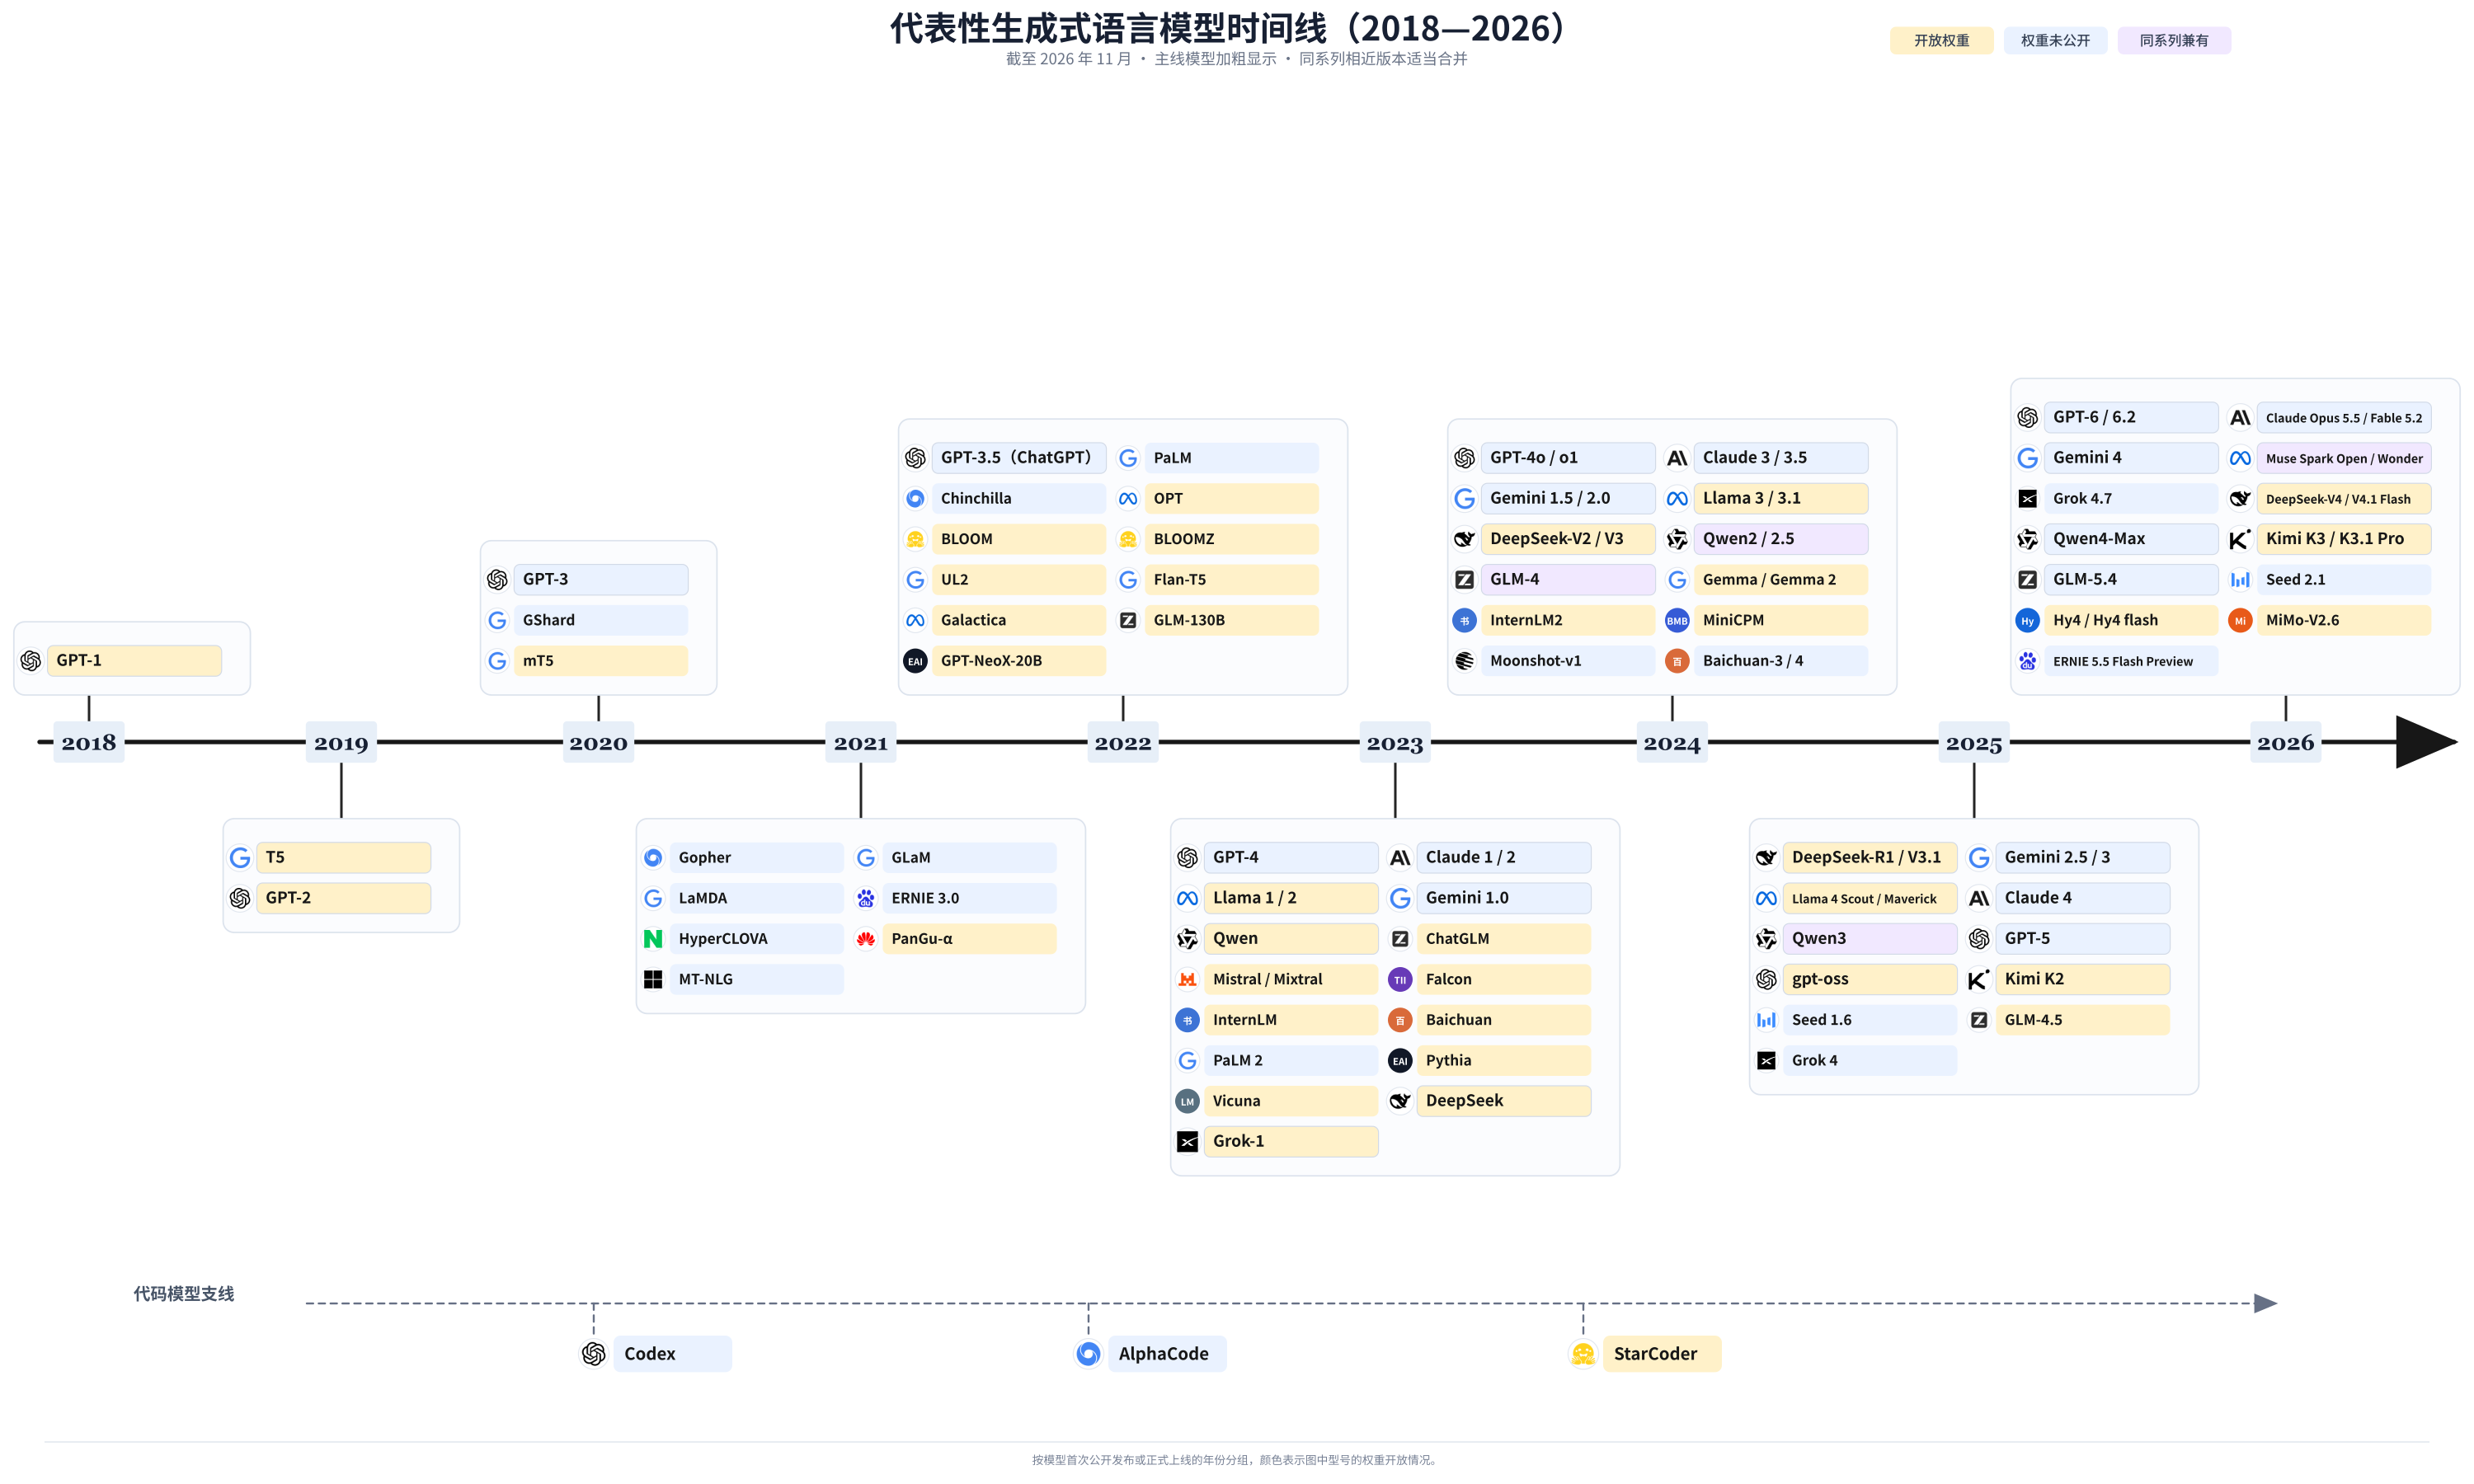 代表性生成式语言模型时间线（2018—2026）
截至 2026 年 11 月 · 主线模型加粗显示 · 同系列相近版本适当合并
开放权重
权重未公开
同系列兼有
GPT-1
2018
T5
GPT-2
2019
GPT-3
GShard
mT5
2020
Gopher
GLaM
LaMDA
ERNIE 3.0
HyperCLOVA
PanGu-α
MT-NLG
2021
GPT-3.5（ChatGPT）
PaLM
Chinchilla
OPT
BLOOM
BLOOMZ
UL2
Flan-T5
Galactica
GLM-130B
EAI
GPT-NeoX-20B
2022
GPT-4
Claude 1 / 2
Llama 1 / 2
Gemini 1.0
Qwen
ChatGLM
Mistral / Mixtral
TII
Falcon
书
InternLM
百
Baichuan
PaLM 2
EAI
Pythia
LM
Vicuna
DeepSeek
Grok-1
2023
GPT-4o / o1
Claude 3 / 3.5
Gemini 1.5 / 2.0
Llama 3 / 3.1
DeepSeek-V2 / V3
Qwen2 / 2.5
GLM-4
Gemma / Gemma 2
书
InternLM2
BMB
MiniCPM
Moonshot-v1
百
Baichuan-3 / 4
2024
DeepSeek-R1 / V3.1
Gemini 2.5 / 3
Llama 4 Scout / Maverick
Claude 4
Qwen3
GPT-5
gpt-oss
Kimi K2
Seed 1.6
GLM-4.5
Grok 4
2025
GPT-6 / 6.2
Claude Opus 5.5 / Fable 5.2
Gemini 4
Muse Spark Open / Wonder
Grok 4.7
DeepSeek-V4 / V4.1 Flash
Qwen4-Max
Kimi K3 / K3.1 Pro
GLM-5.4
Seed 2.1
Hy
Hy4 / Hy4 flash
Mi
MiMo-V2.6
ERNIE 5.5 Flash Preview
2026
代码模型支线
Codex
AlphaCode
StarCoder
按模型首次公开发布或正式上线的年份分组，颜色表示图中型号的权重开放情况。